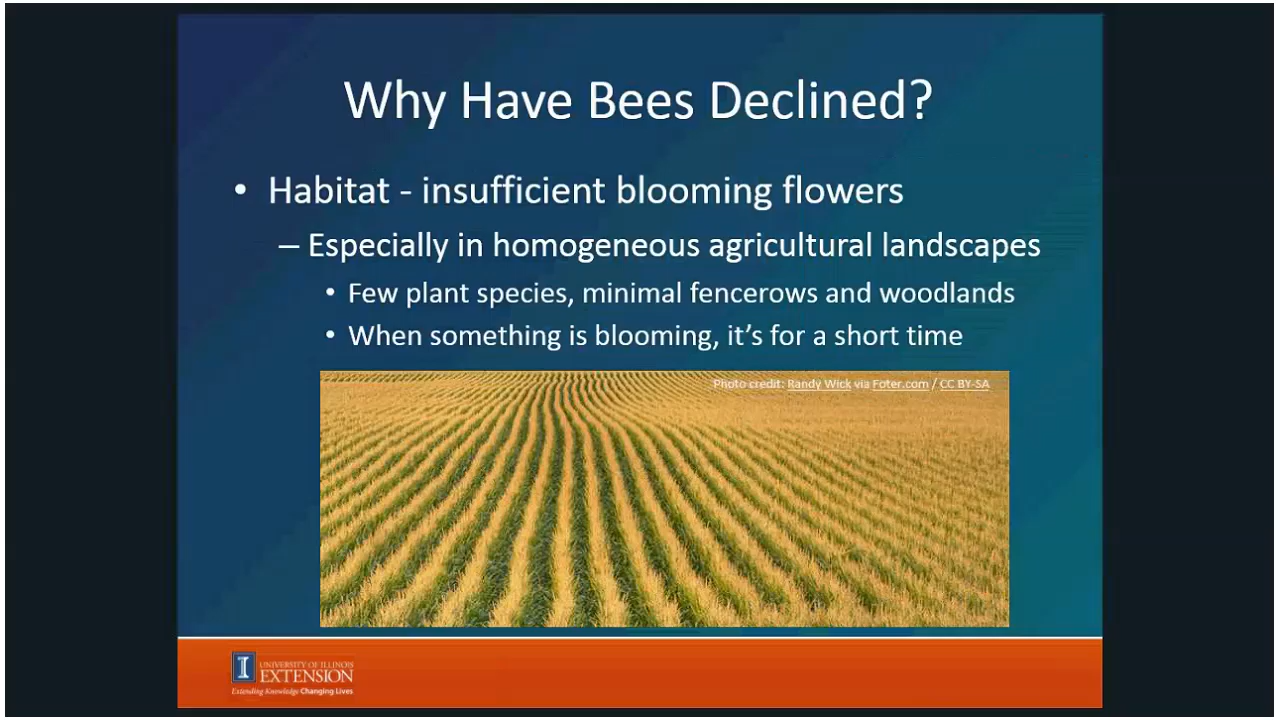 Why Have Bees Declined?
• Habitat - insufficient blooming flowers
– Especially in homogeneous agricultural landscapes
• Few plant species, minimal fencerows and woodlands
• When something is blooming, it’s for a short time
Photo credit: Randy Wick via Foter.com / CC BY-SA
I
UNIVERSITY OF ILLINOIS
EXTENSION
Extending Knowledge Changing Lives